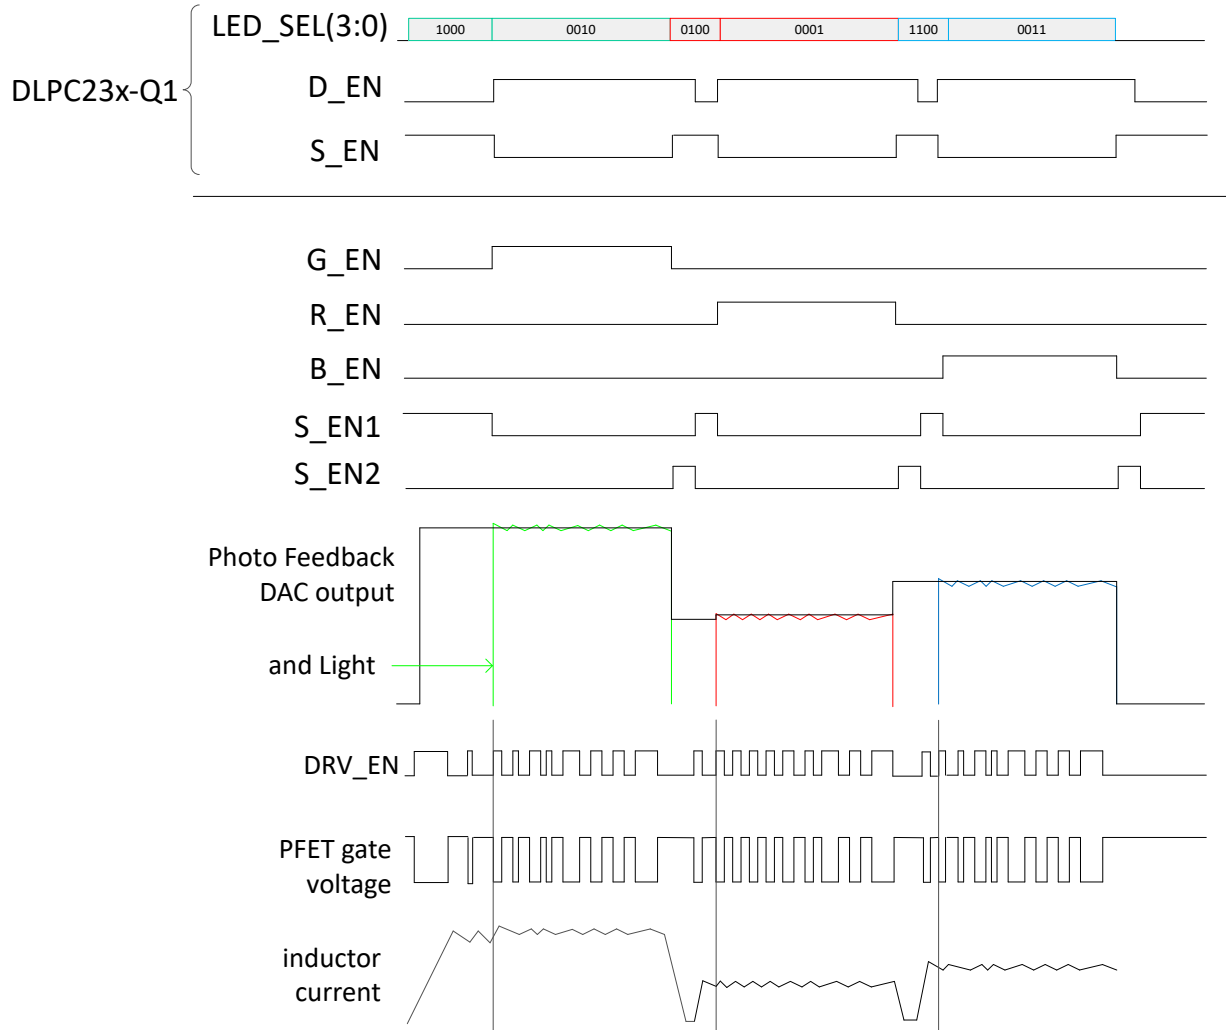 LED_SEL(3:0)
1000 0010 0100 0001 1100 0011
DLPC23x-Q1
D_EN
S_EN
G_EN
R_EN
B_EN
S_EN1
S_EN2
Photo Feedback
DAC output
and Light
DRV_EN
PFET gate
voltage
inductor
current